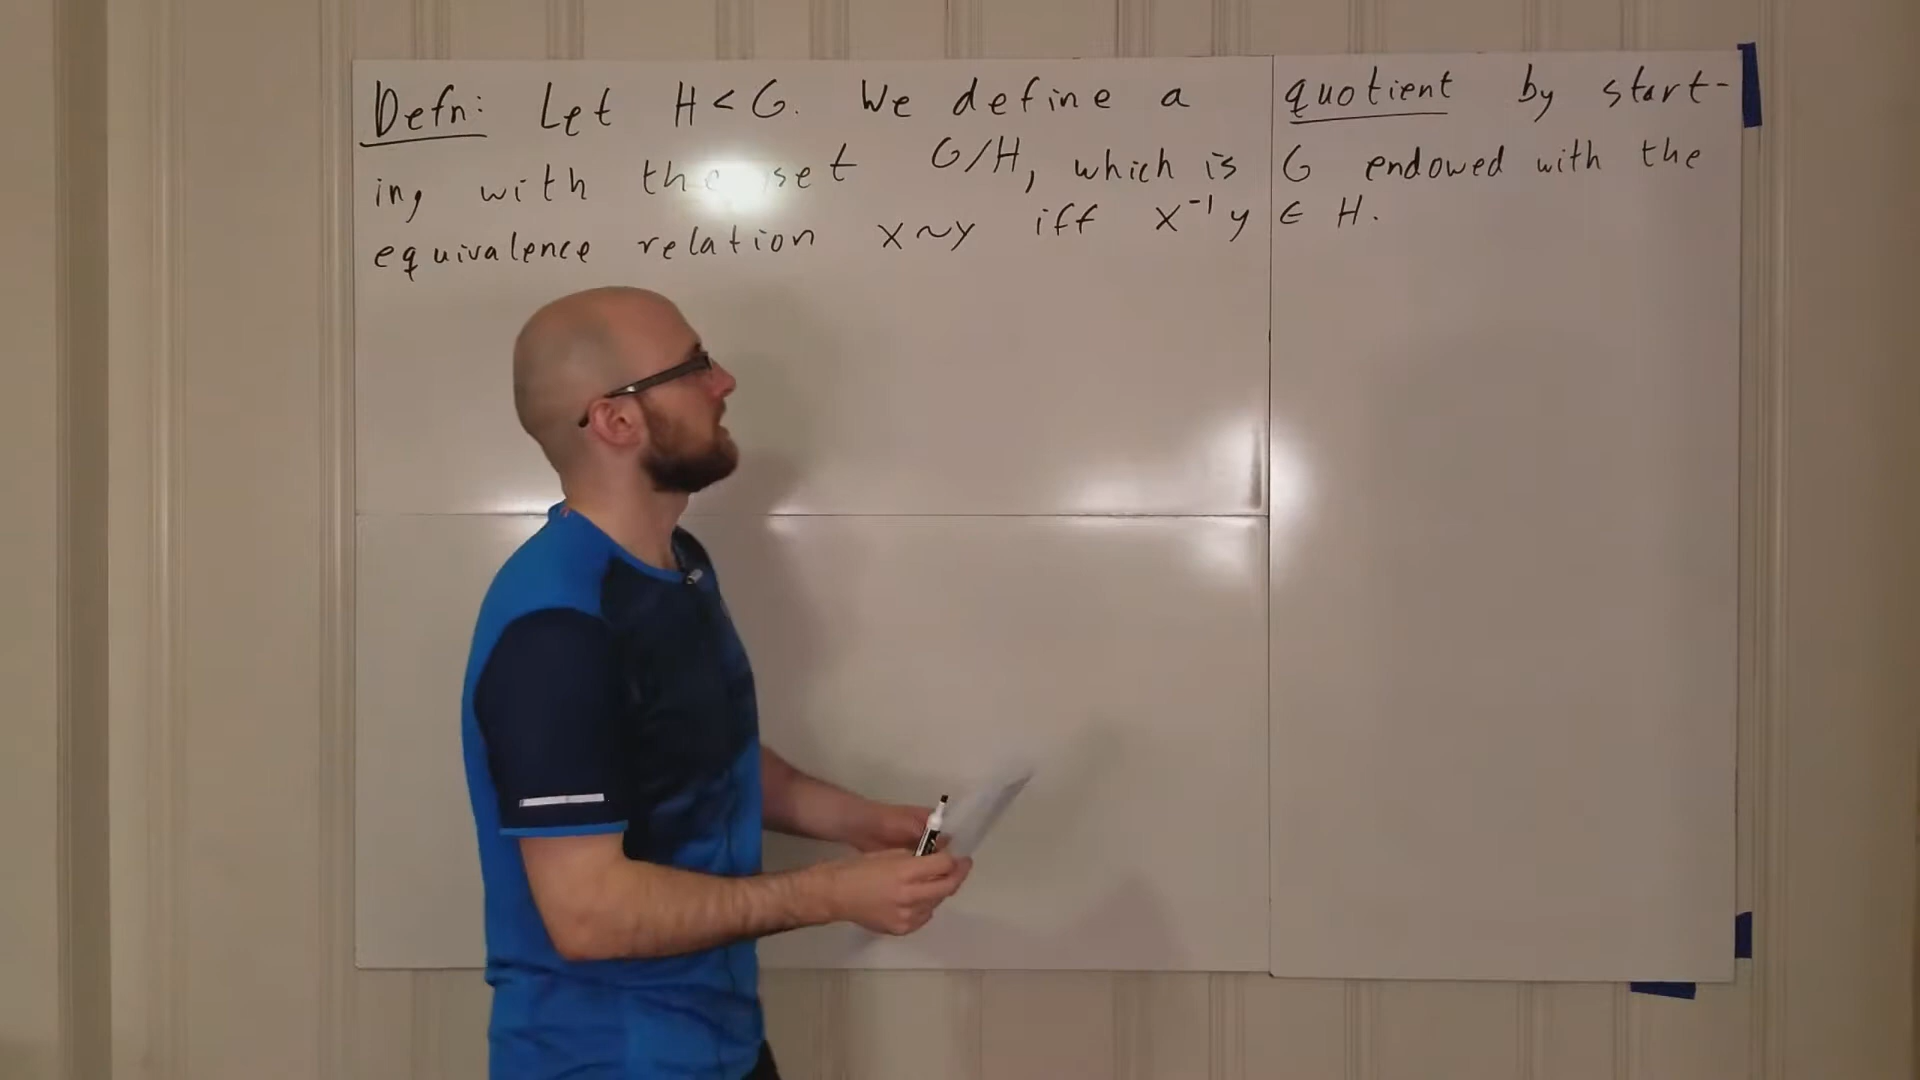 Defn: Let H < G. We define a quotient by start-
ing with the set G/H, which is G endowed with the
equivalence relation x~y iff x⁻¹y ∈ H.